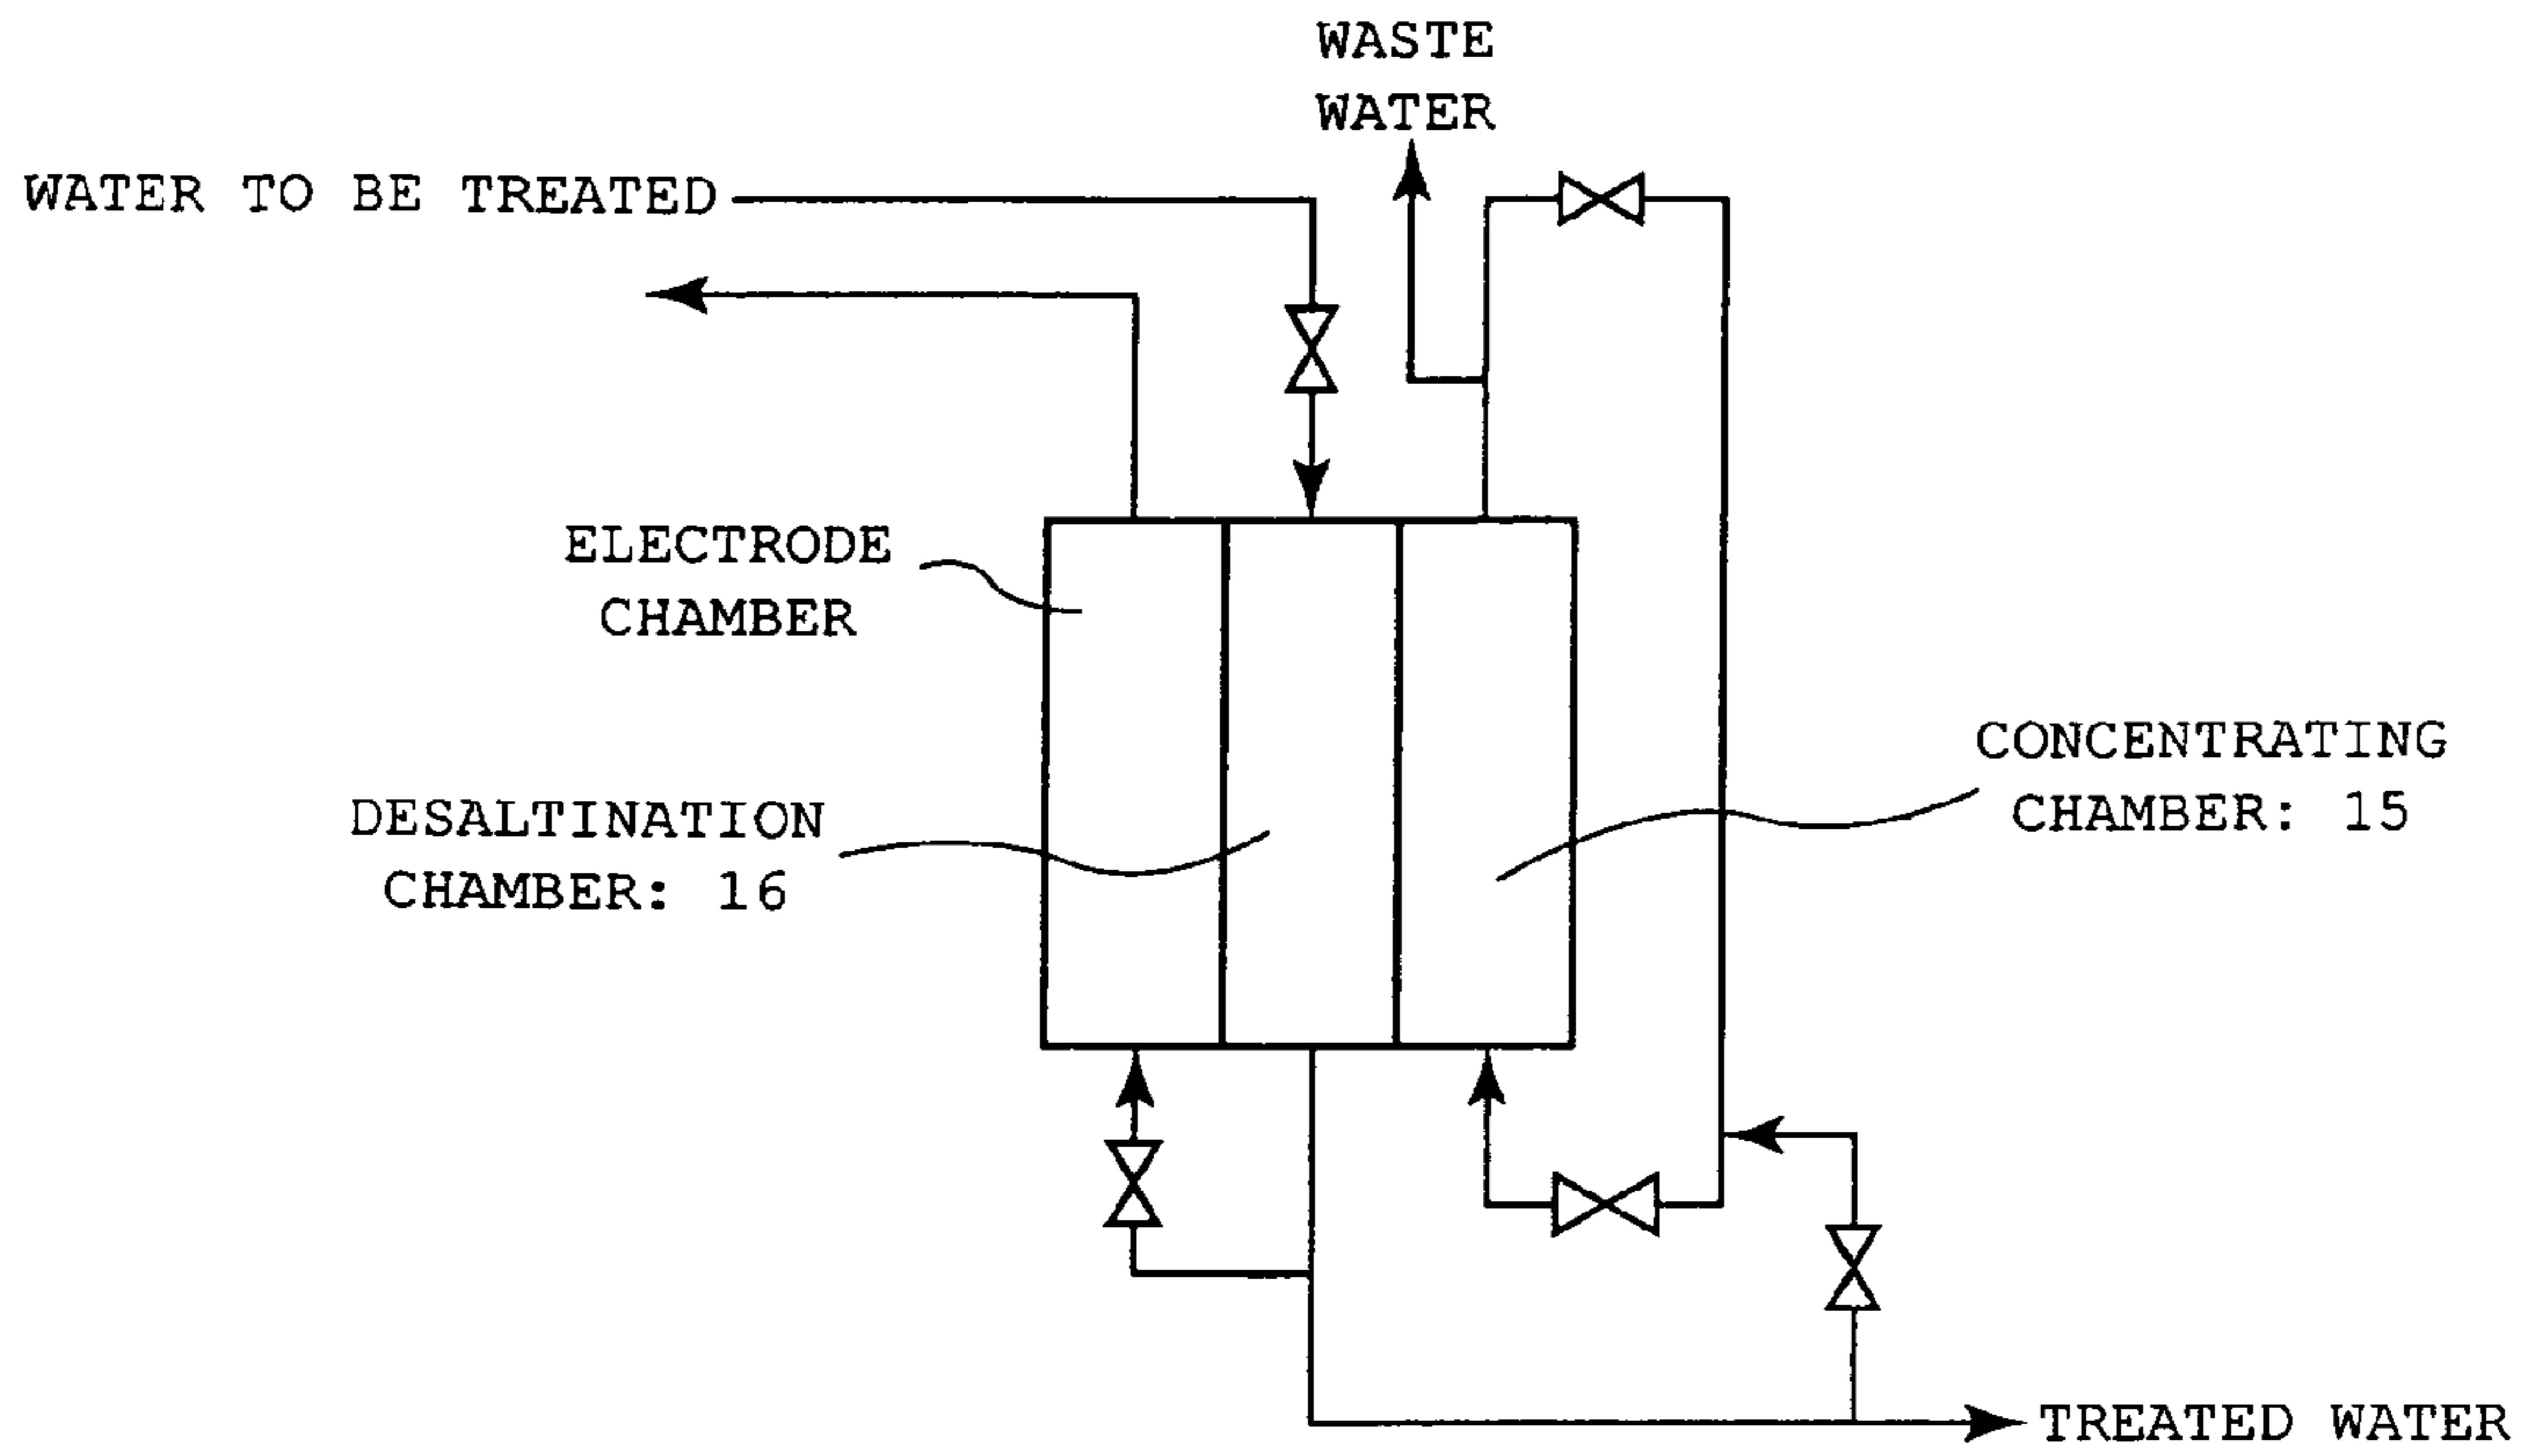 WASTE
WATER
WATER TO BE TREATED
ELECTRODE
CHAMBER
CONCENTRATING
CHAMBER: 15
DESALTINATION
CHAMBER: 16
TREATED WATER